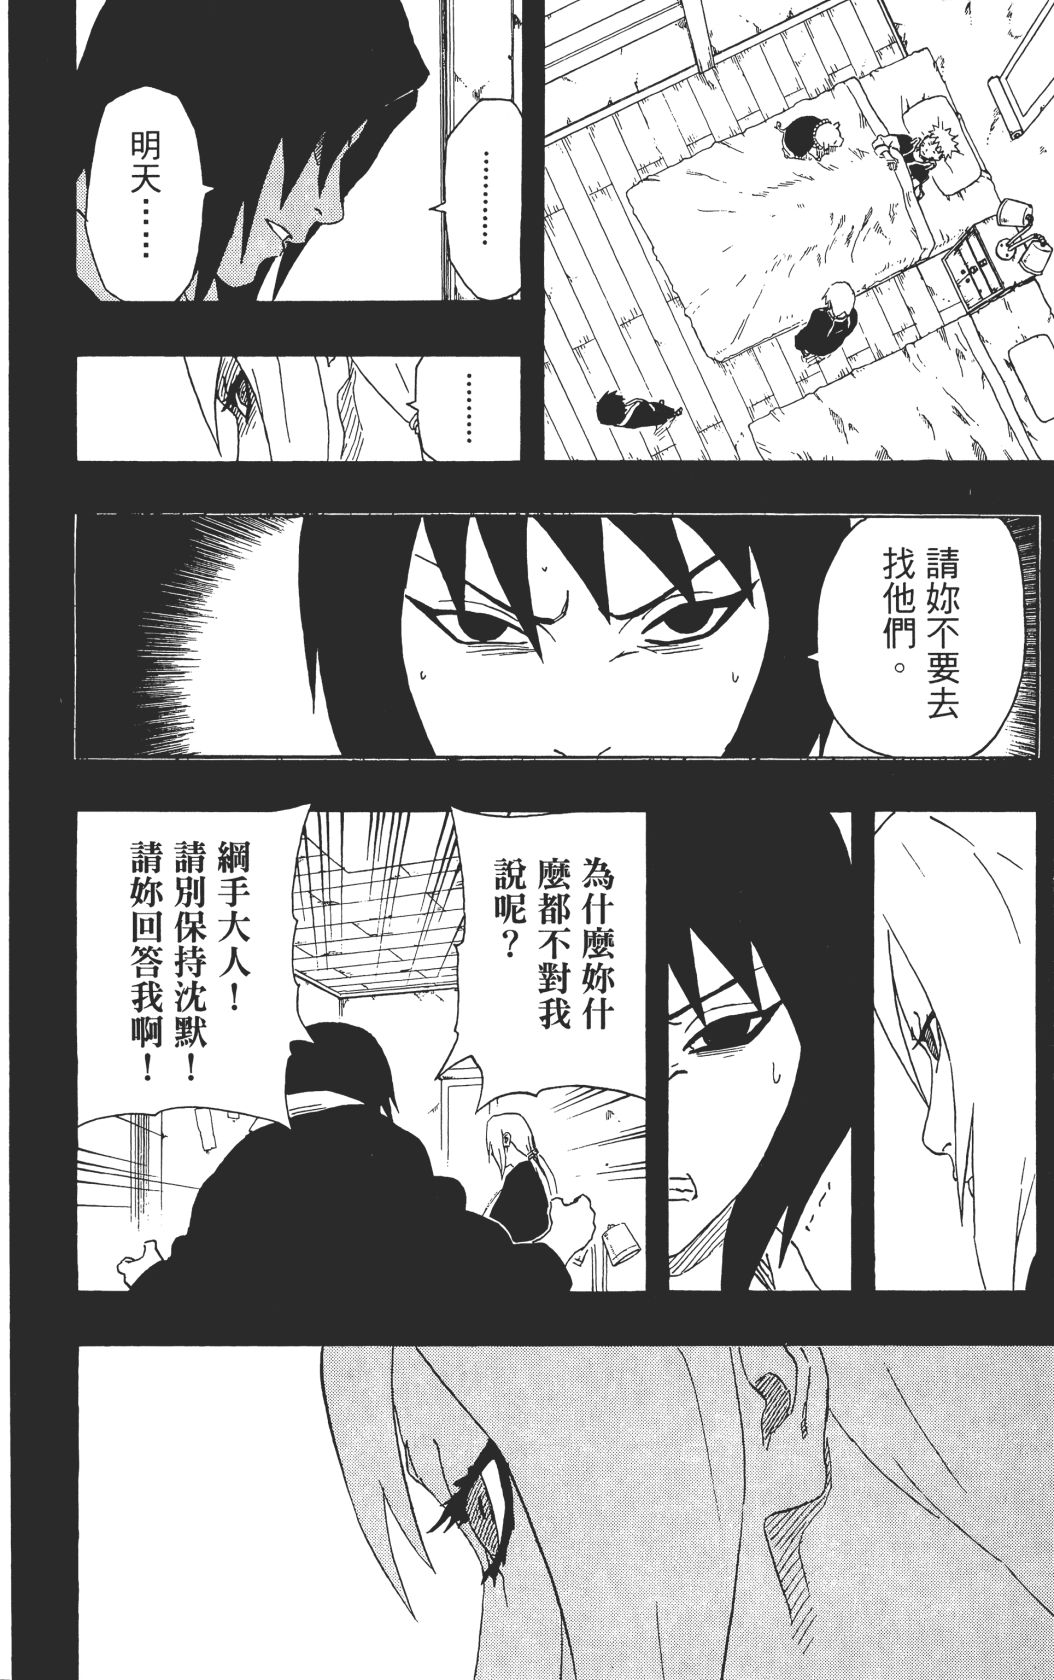 ………
明天……
………
請妳不要去
找他們。
為什麼妳什
麼都不對我
說呢？
綱手大人！
請別保持沈默！
請妳回答我啊！